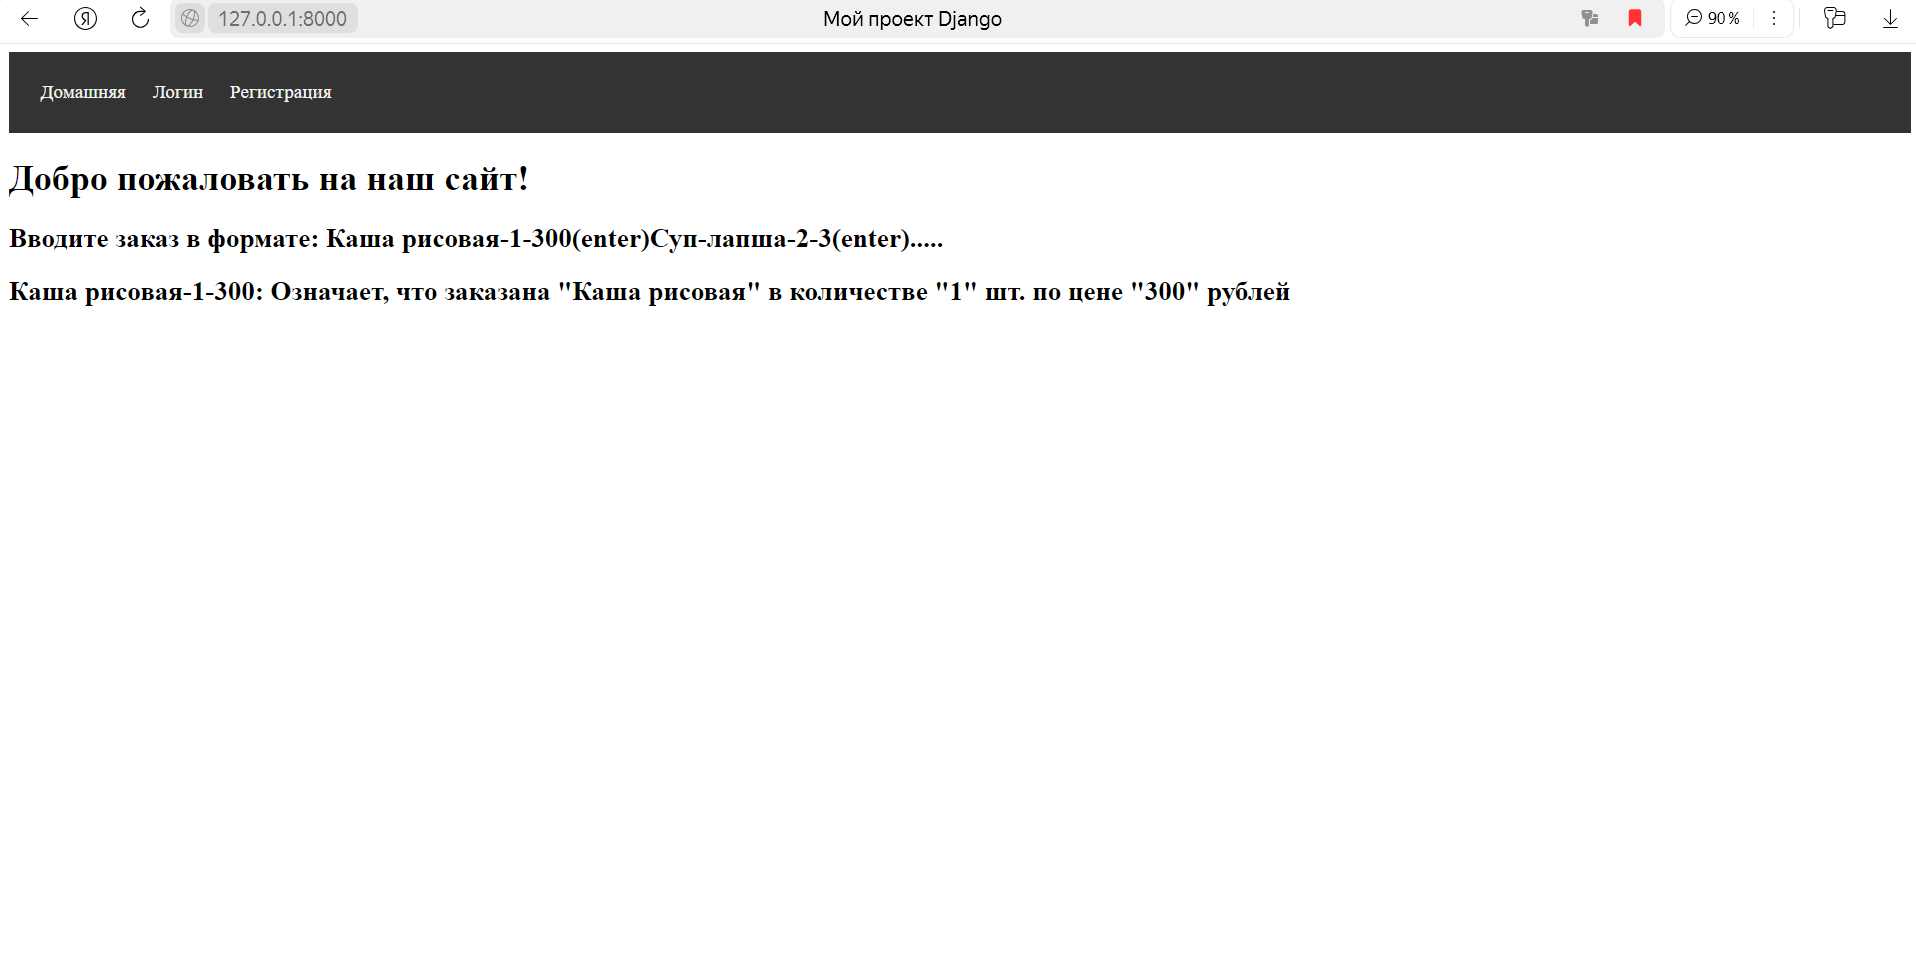 Я
127.0.0.1:8000
Мой проект Django
90 %
Домашняя Логин Регистрация
Добро пожаловать на наш сайт!
Вводите заказ в формате: Каша рисовая-1-300(enter)Суп-лапша-2-3(enter).....
Каша рисовая-1-300: Означает, что заказана "Каша рисовая" в количестве "1" шт. по цене "300" рублей